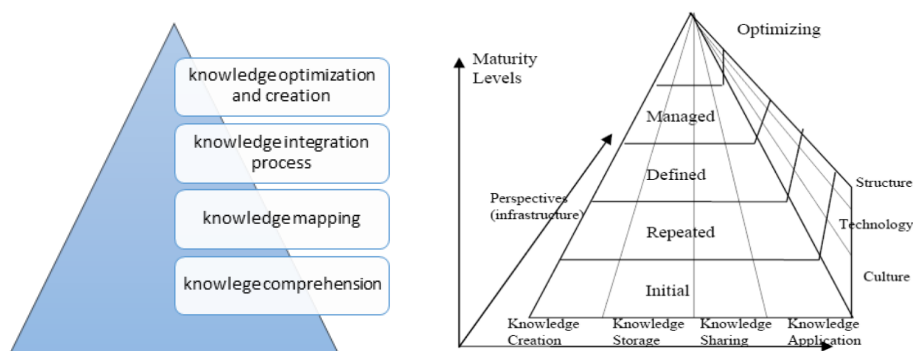 knowledge optimization
and creation
knowledge integration
process
knowledge mapping
knowlege comprehension
Maturity
Levels
Optimizing
Managed
Defined
Repeated
Initial
Perspectives
(infrastructure)
Structure
Technology
Culture
Knowledge Knowledge Knowledge Knowledge
Creation Storage Sharing Application